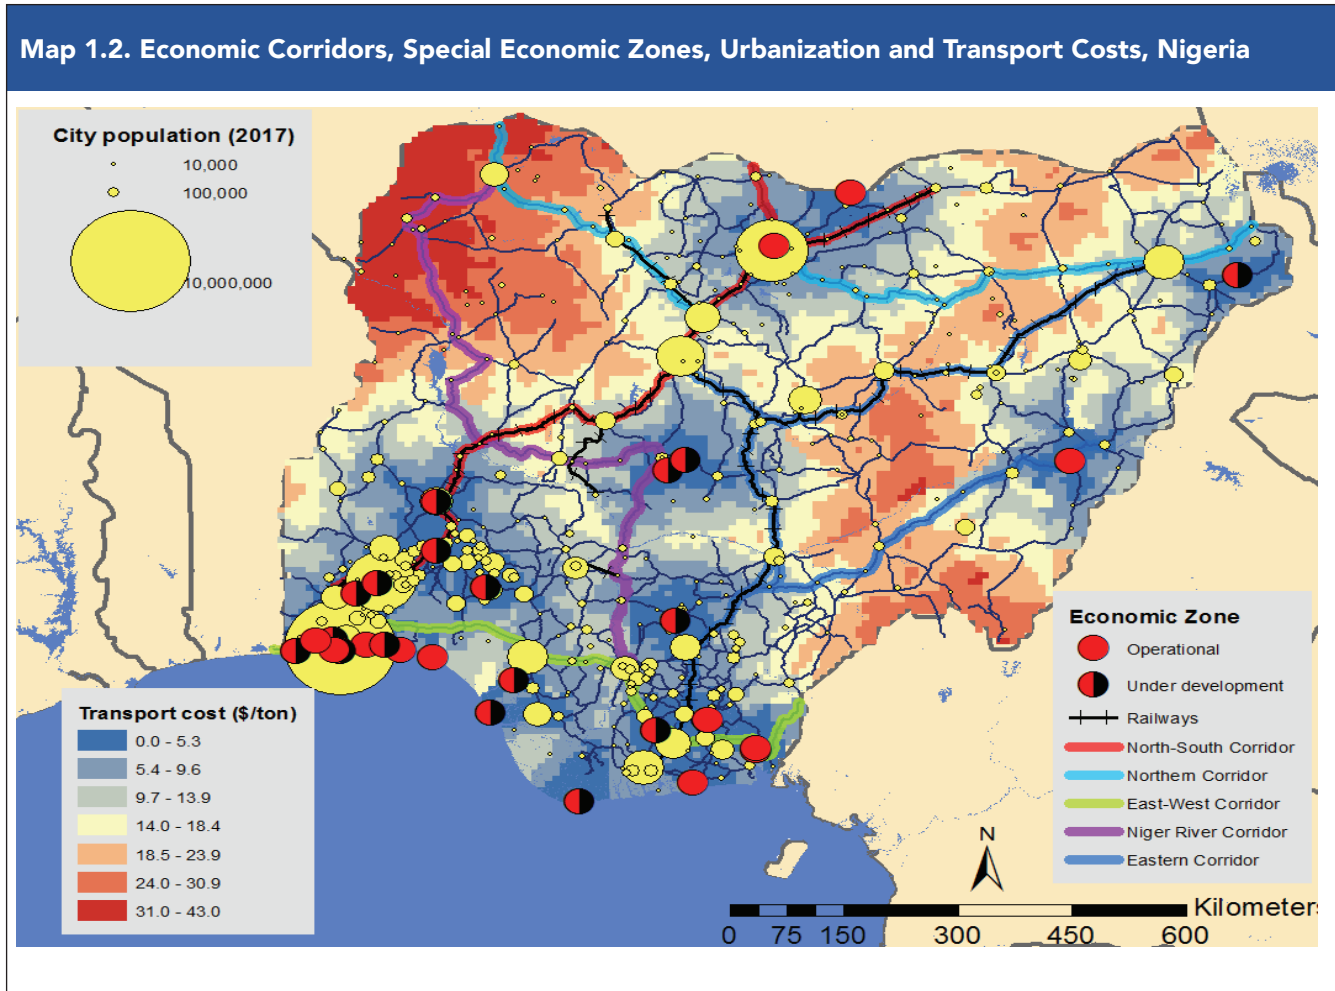 Map 1.2. Economic Corridors, Special Economic Zones, Urbanization and Transport Costs, Nigeria
City population (2017)
10,000
100,000
10,000,000
Transport cost ($/ton)
0.0 - 5.3
5.4 - 9.6
9.7 - 13.9
14.0 - 18.4
18.5 - 23.9
24.0 - 30.9
31.0 - 43.0
Economic Zone
Operational
Under development
Railways
North-South Corridor
Northern Corridor
East-West Corridor
Niger River Corridor
Eastern Corridor
N
Kilometers
0 75 150 300 450 600